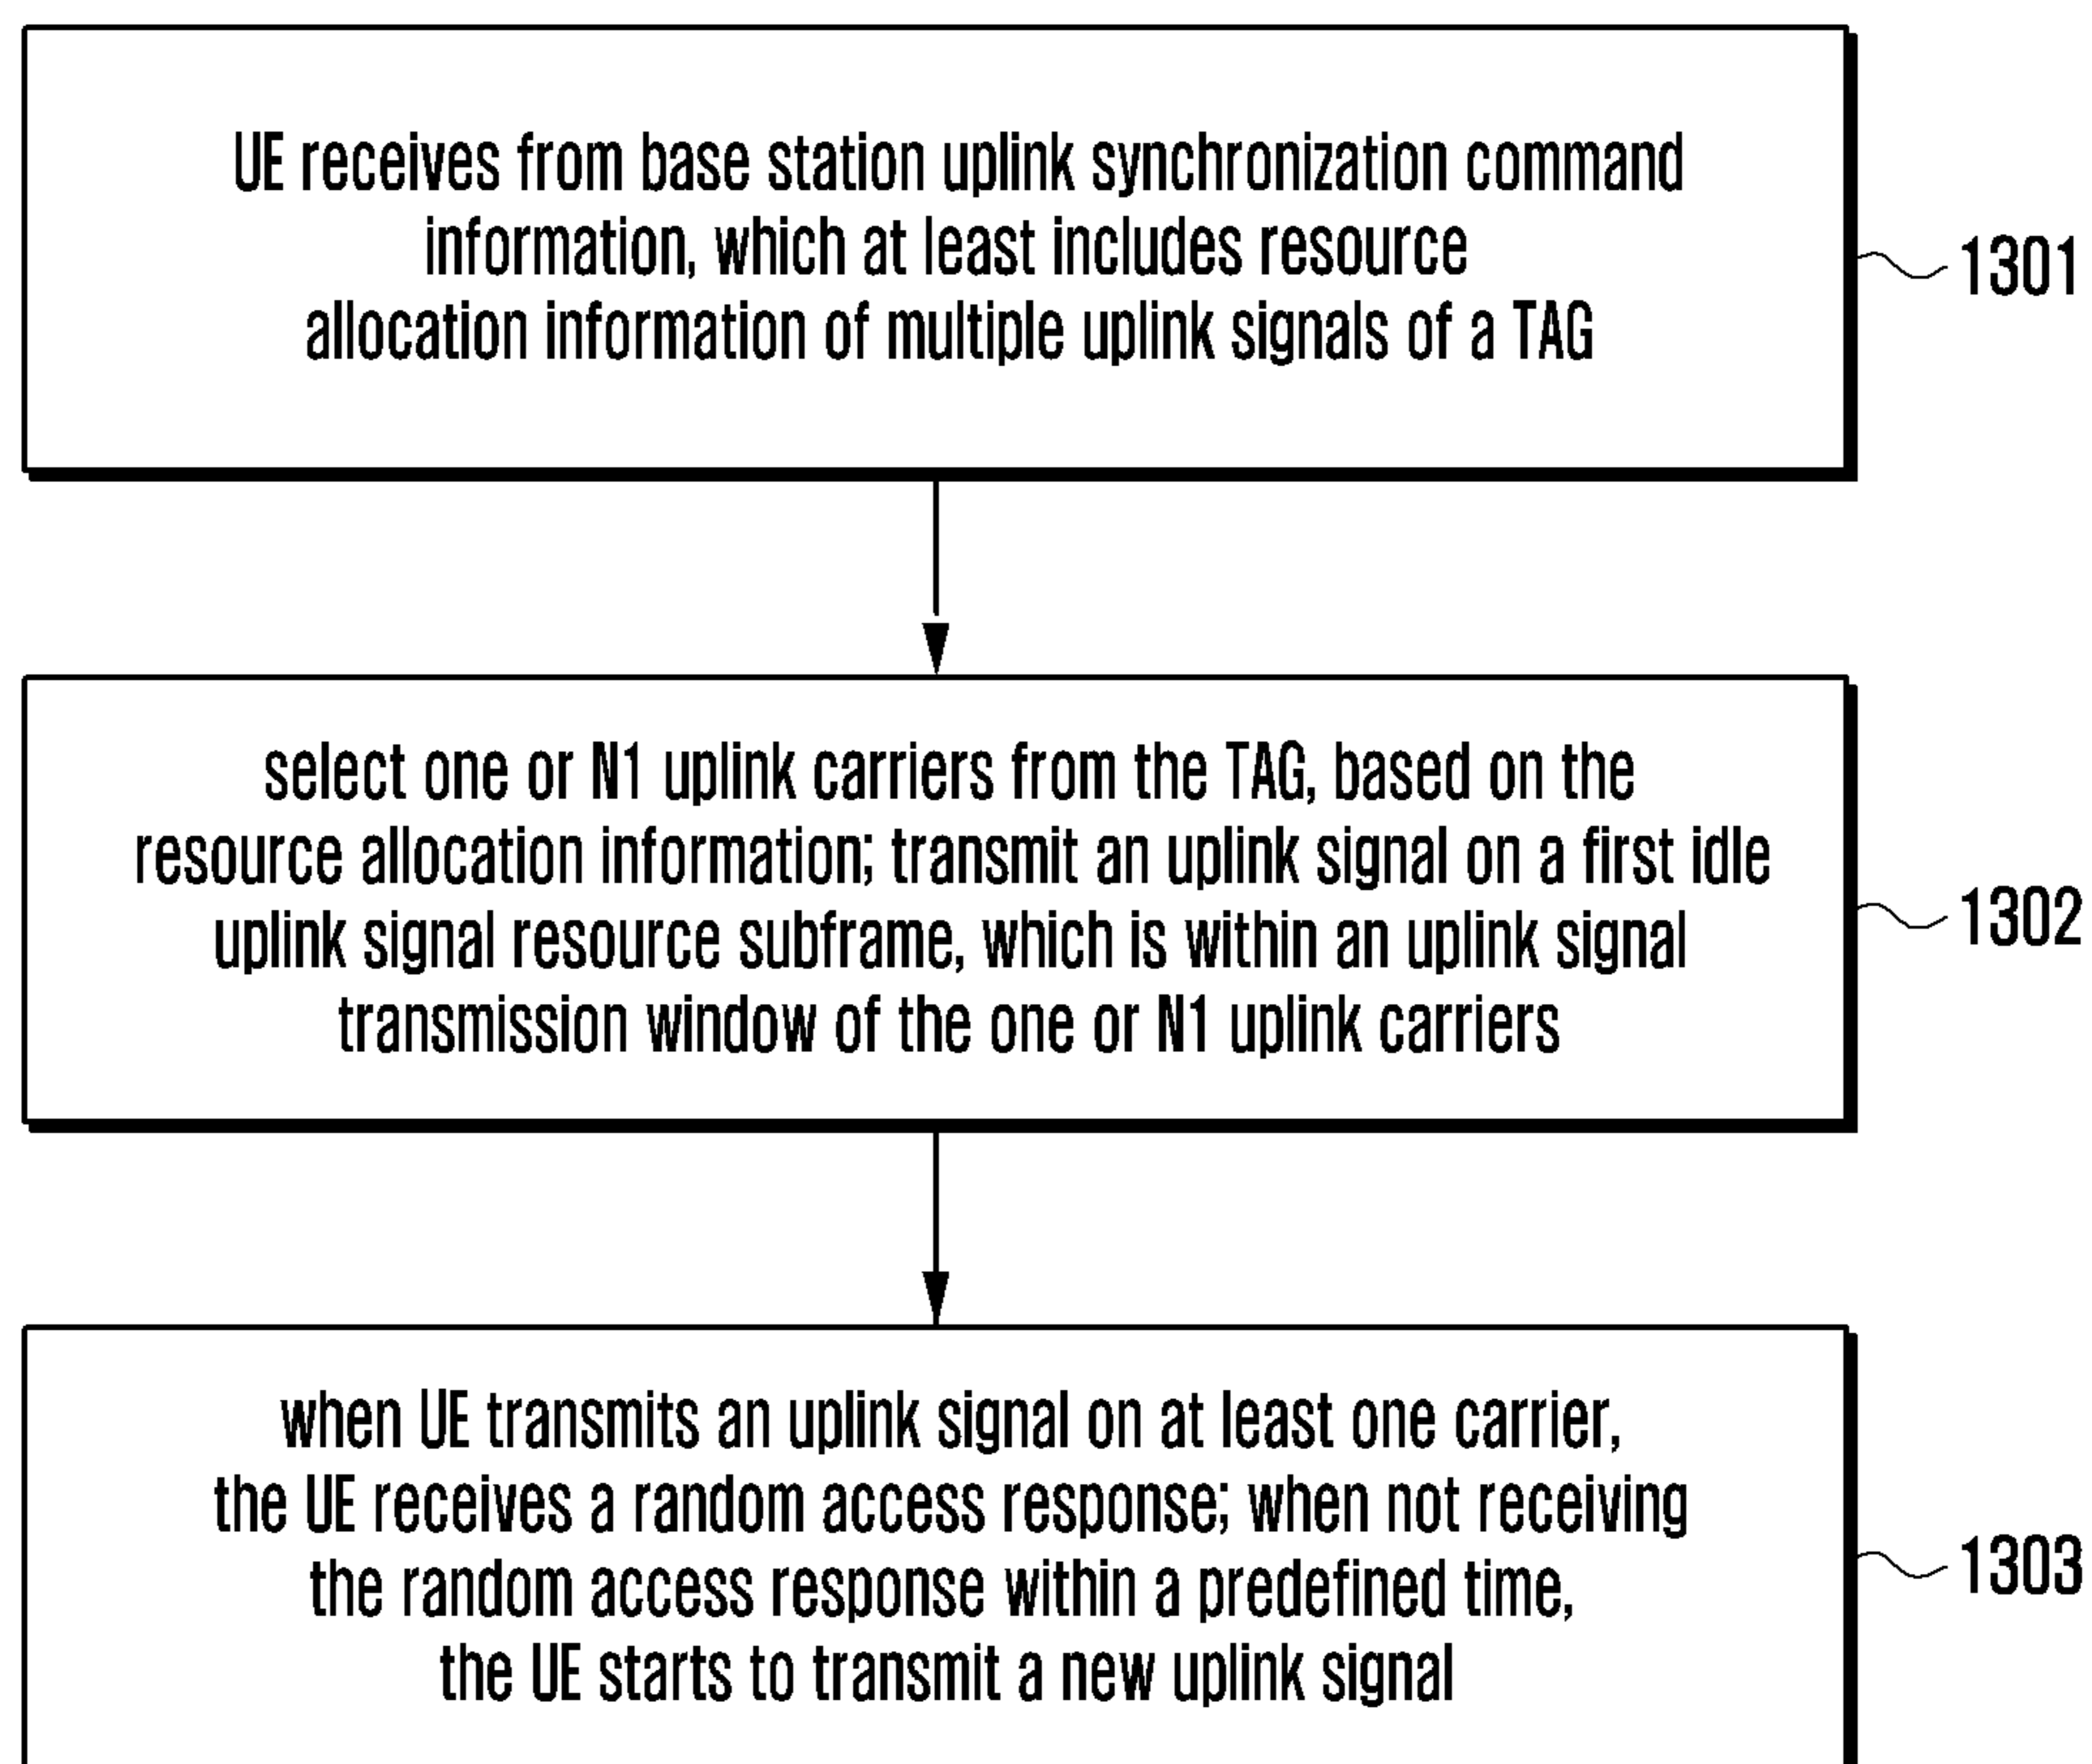 UE receives from base station uplink synchronization command
information, which at least includes resource
allocation information of multiple uplink signals of a TAG
1301
select one or N1 uplink carriers from the TAG, based on the
resource allocation information; transmit an uplink signal on a first idle
uplink signal resource subframe, which is within an uplink signal
transmission window of the one or N1 uplink carriers
1302
when UE transmits an uplink signal on at least one carrier,
the UE receives a random access response; when not receiving
the random access response within a predefined time,
the UE starts to transmit a new uplink signal
1303